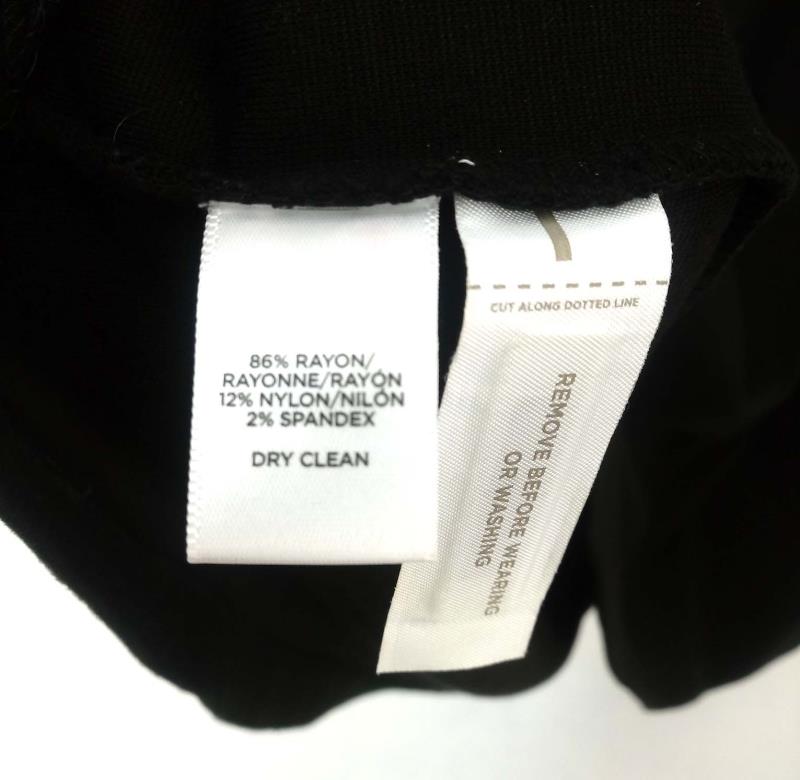 86% RAYON/
RAYONNE/RAYÓN
12% NYLON/NILÓN
2% SPANDEX
DRY CLEAN
CUT ALONG DOTTED LINE
REMOVE BEFORE WEARING
OR WASHING